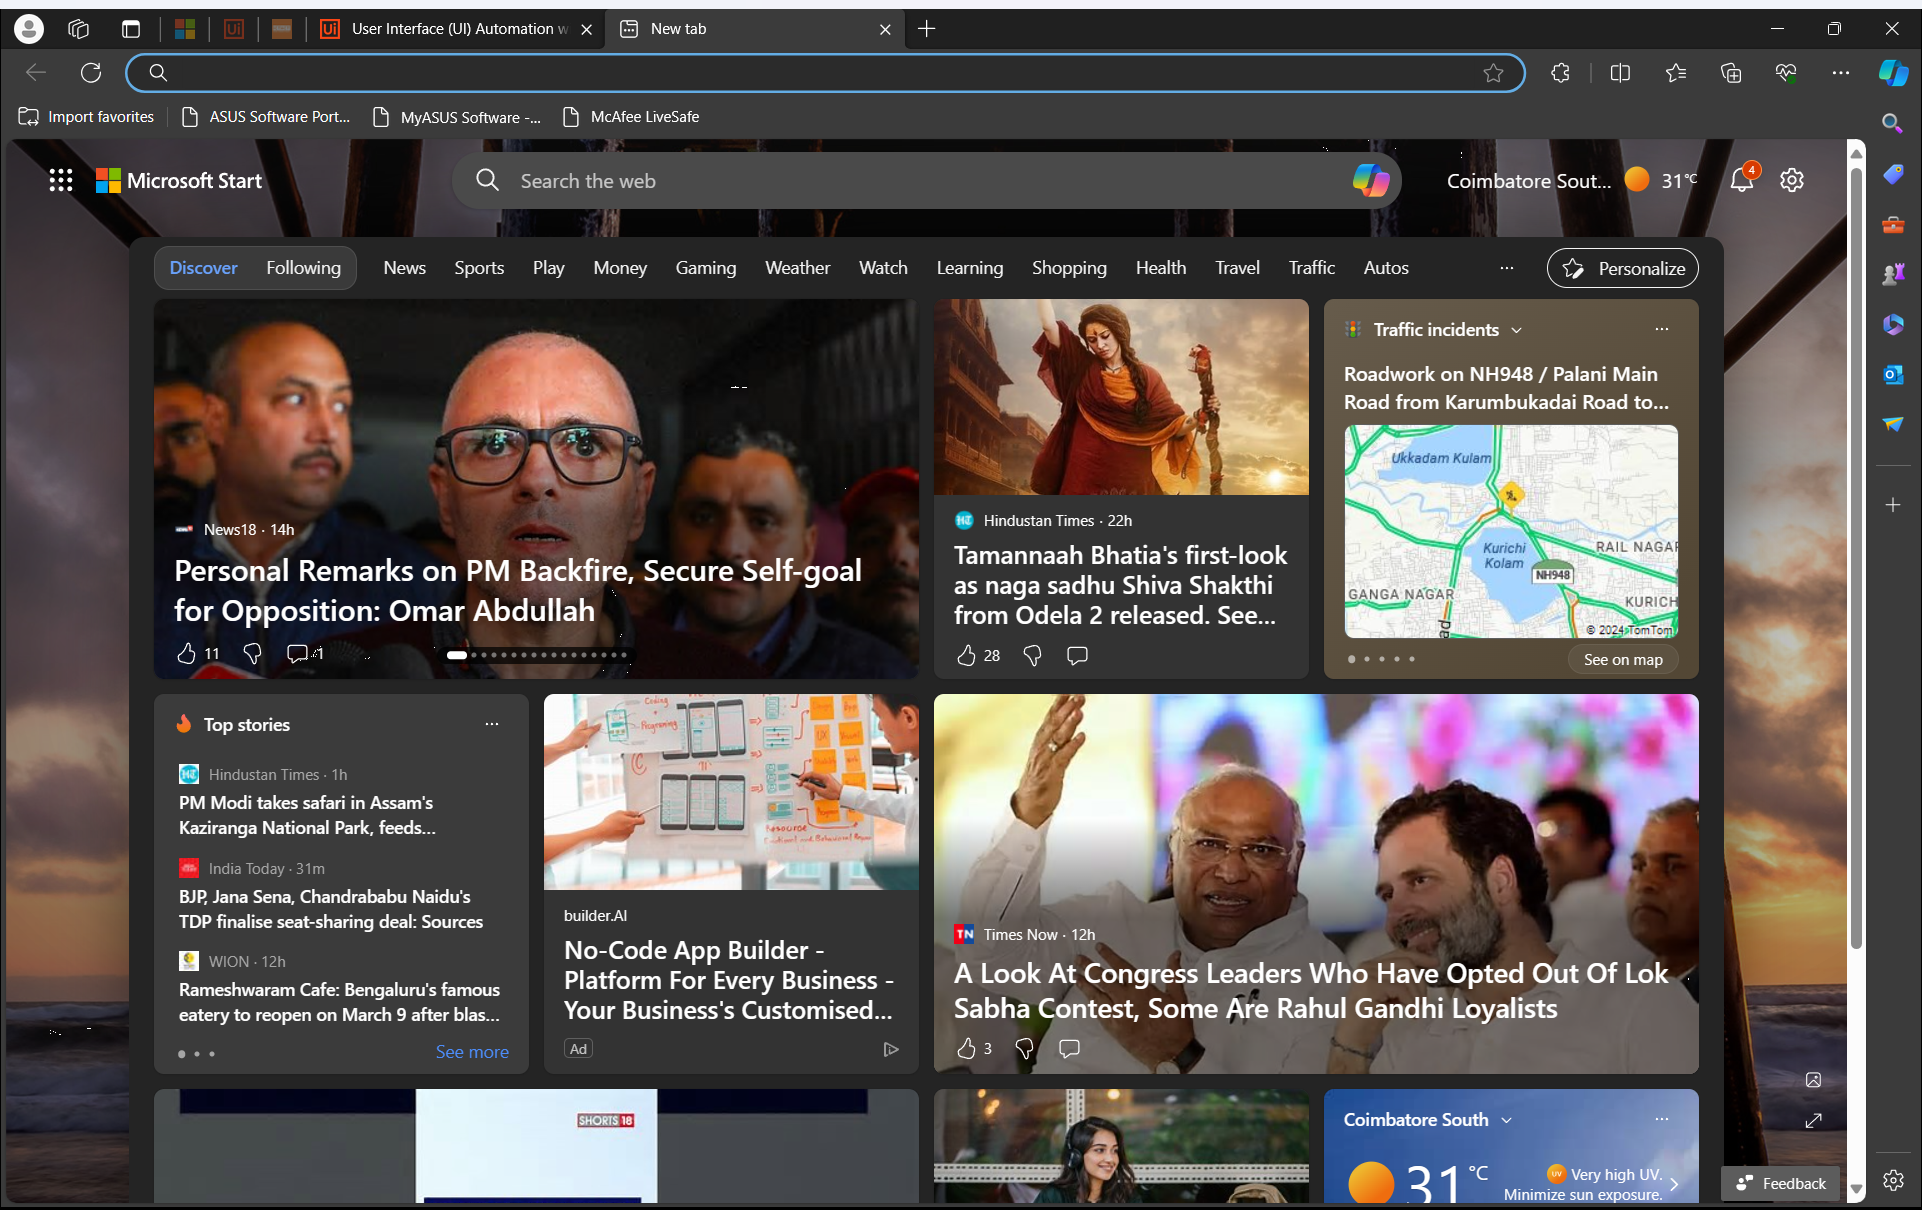 User Interface (UI) Automation w
New tab
Import favorites
ASUS Software Port...
MyASUS Software -...
McAfee LiveSafe
Microsoft Start
Search the web
Coimbatore Sout...
31°C
4
Discover
Following
News
Sports
Play
Money
Gaming
Weather
Watch
Learning
Shopping
Health
Travel
Traffic
Autos
...
Personalize
News18 · 14h
Personal Remarks on PM Backfire, Secure Self-goal
for Opposition: Omar Abdullah
11
1
Hindustan Times · 22h
Tamannaah Bhatia's first-look
as naga sadhu Shiva Shakthi
from Odela 2 released. See...
28
Traffic incidents
Roadwork on NH948 / Palani Main
Road from Karumbukadai Road to...
Ukkadam Kulam
Kurichi
Kolam
RAIL NAGAR
NH948
GANGA NAGAR
KURICH
ad
© 2024 TomTom
See on map
Top stories
Hindustan Times · 1h
PM Modi takes safari in Assam's
Kaziranga National Park, feeds...
India Today · 31m
BJP, Jana Sena, Chandrababu Naidu's
TDP finalise seat-sharing deal: Sources
WION · 12h
Rameshwaram Cafe: Bengaluru's famous
eatery to reopen on March 9 after blas...
See more
Coding
+
Programing
builder.AI
No-Code App Builder -
Platform For Every Business -
Your Business's Customised...
Ad
TN
Times Now · 12h
A Look At Congress Leaders Who Have Opted Out Of Lok
Sabha Contest, Some Are Rahul Gandhi Loyalists
3
SHORTS 18
Coimbatore South
31 °C
UV
Very high UV.
Minimize sun exposure.
Feedback